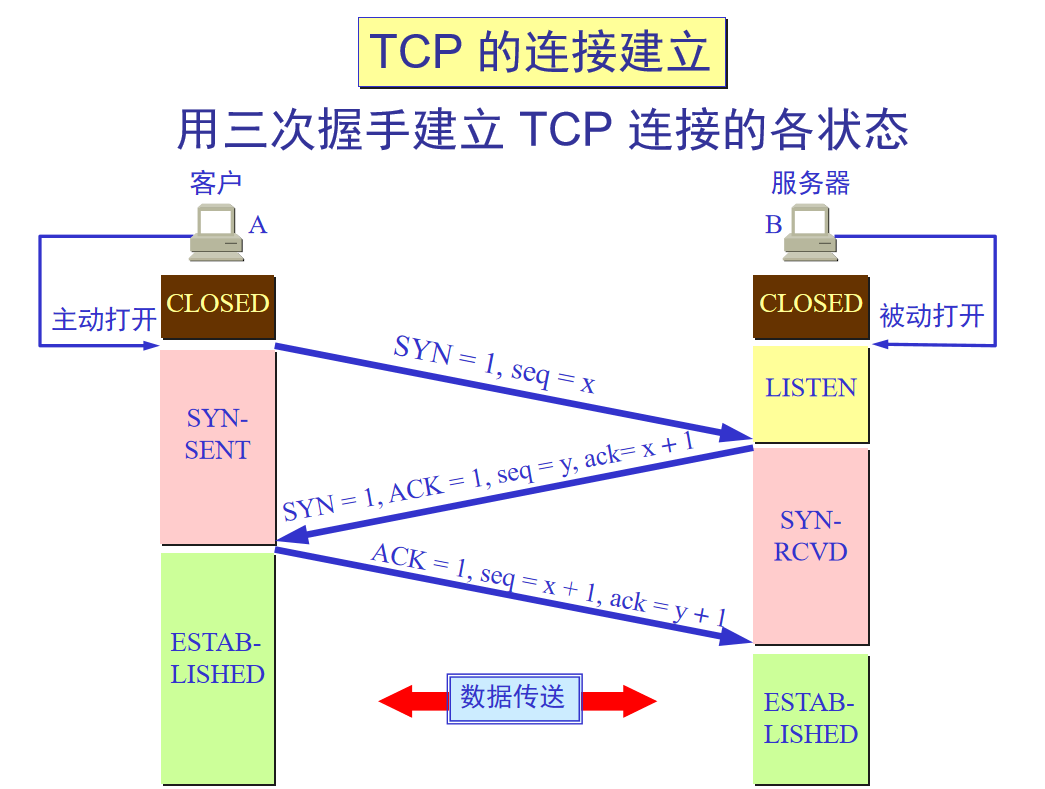 TCP 的连接建立
用三次握手建立 TCP 连接的各状态
客户
服务器
A
B
CLOSED
CLOSED
主动打开
被动打开
SYN = 1, seq = x
LISTEN
SYN-
SENT
SYN = 1, ACK = 1, seq = y, ack= x + 1
SYN-
RCVD
ACK = 1, seq = x + 1, ack = y + 1
ESTAB-
LISHED
数据传送
ESTAB-
LISHED